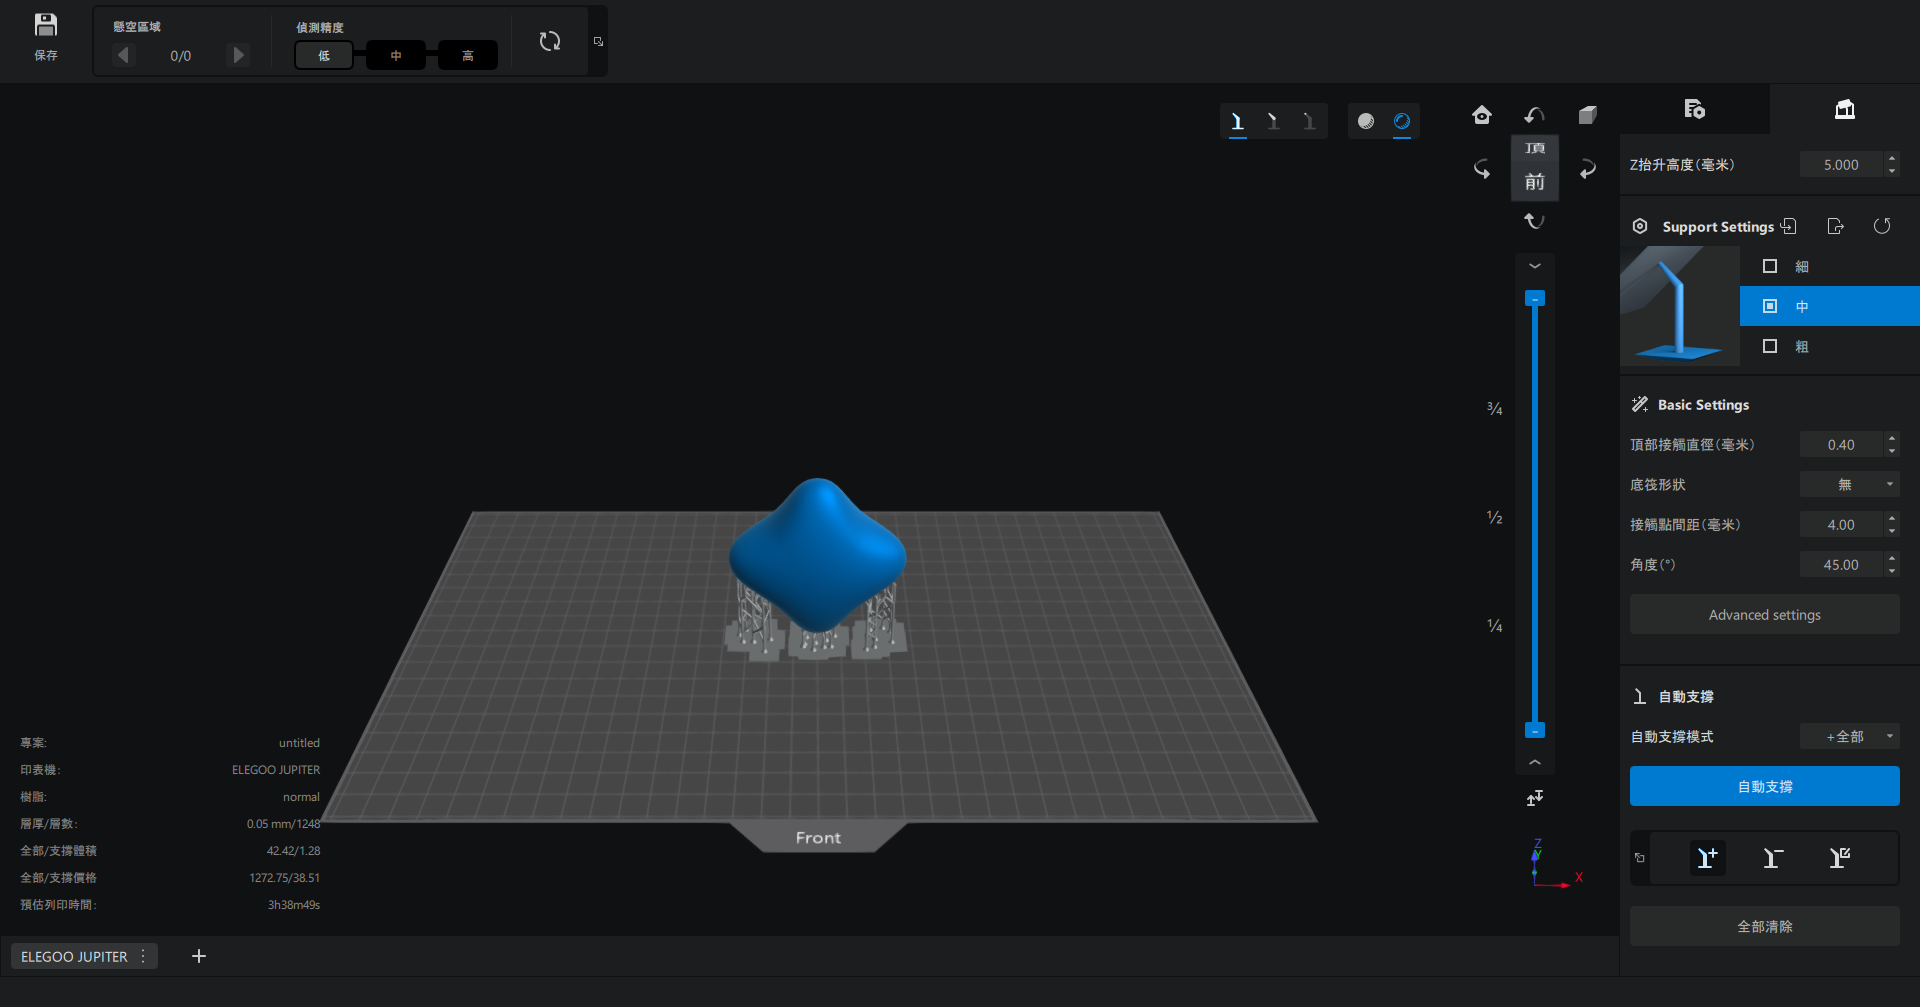 保存
懸空區域
0/0
偵測精度
低
中
高
頂
前
Z抬升高度(毫米)
5.000
Support Settings
細
中
粗
Basic Settings
頂部接觸直徑(毫米)
0.40
底筏形狀
無
接觸點間距(毫米)
4.00
角度(°)
45.00
Advanced settings
自動支撐
自動支撐模式
+全部
自動支撐
全部清除
¾
½
¼
Z
Y
X
Front
專案:
untitled
印表機:
ELEGOO JUPITER
樹脂:
normal
層厚/層數:
0.05 mm/1248
全部/支撐體積
42.42/1.28
全部/支撐價格
1272.75/38.51
預估列印時間:
3h38m49s
ELEGOO JUPITER